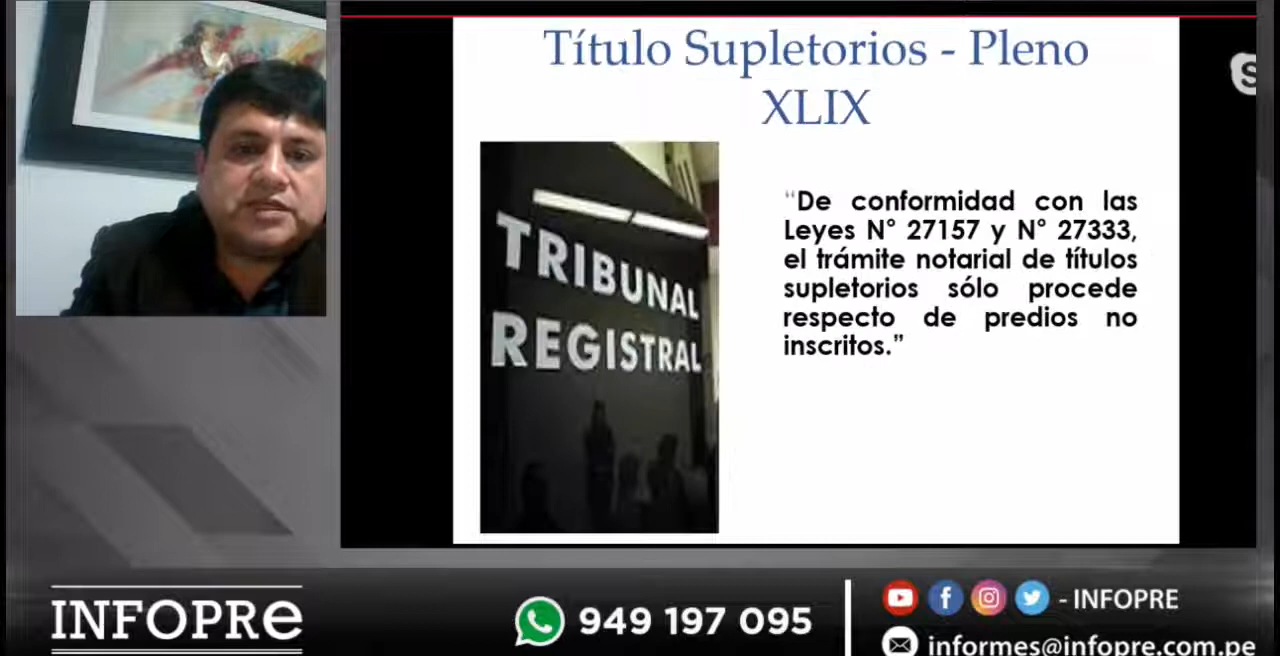 Título Supletorios - Pleno
XLIX
S
TRIBUNAL
REGISTRAL
“De conformidad con las
Leyes N° 27157 y N° 27333,
el trámite notarial de títulos
supletorios sólo procede
respecto de predios no
inscritos.”
INFOPRe
949 197 095
- INFOPRE
informes@infopre.com.pe